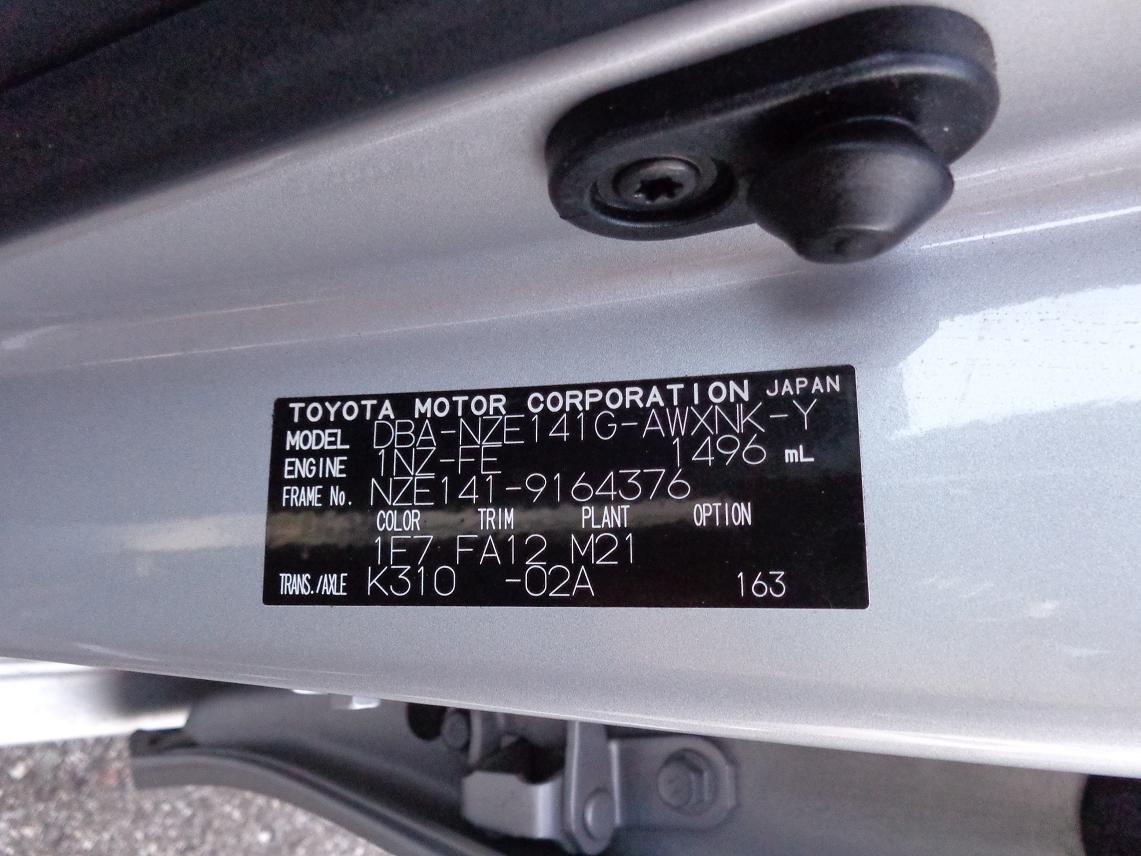 TOYOTA MOTOR CORPORATION JAPAN
MODEL DBA-NZE141G-AWXNK-Y
ENGINE 1NZ-FE 1496 mL
FRAME No. NZE141-9164376
COLOR TRIM PLANT OPTION
1F7 FA12 M21
TRANS./AXLE K310 -02A 163